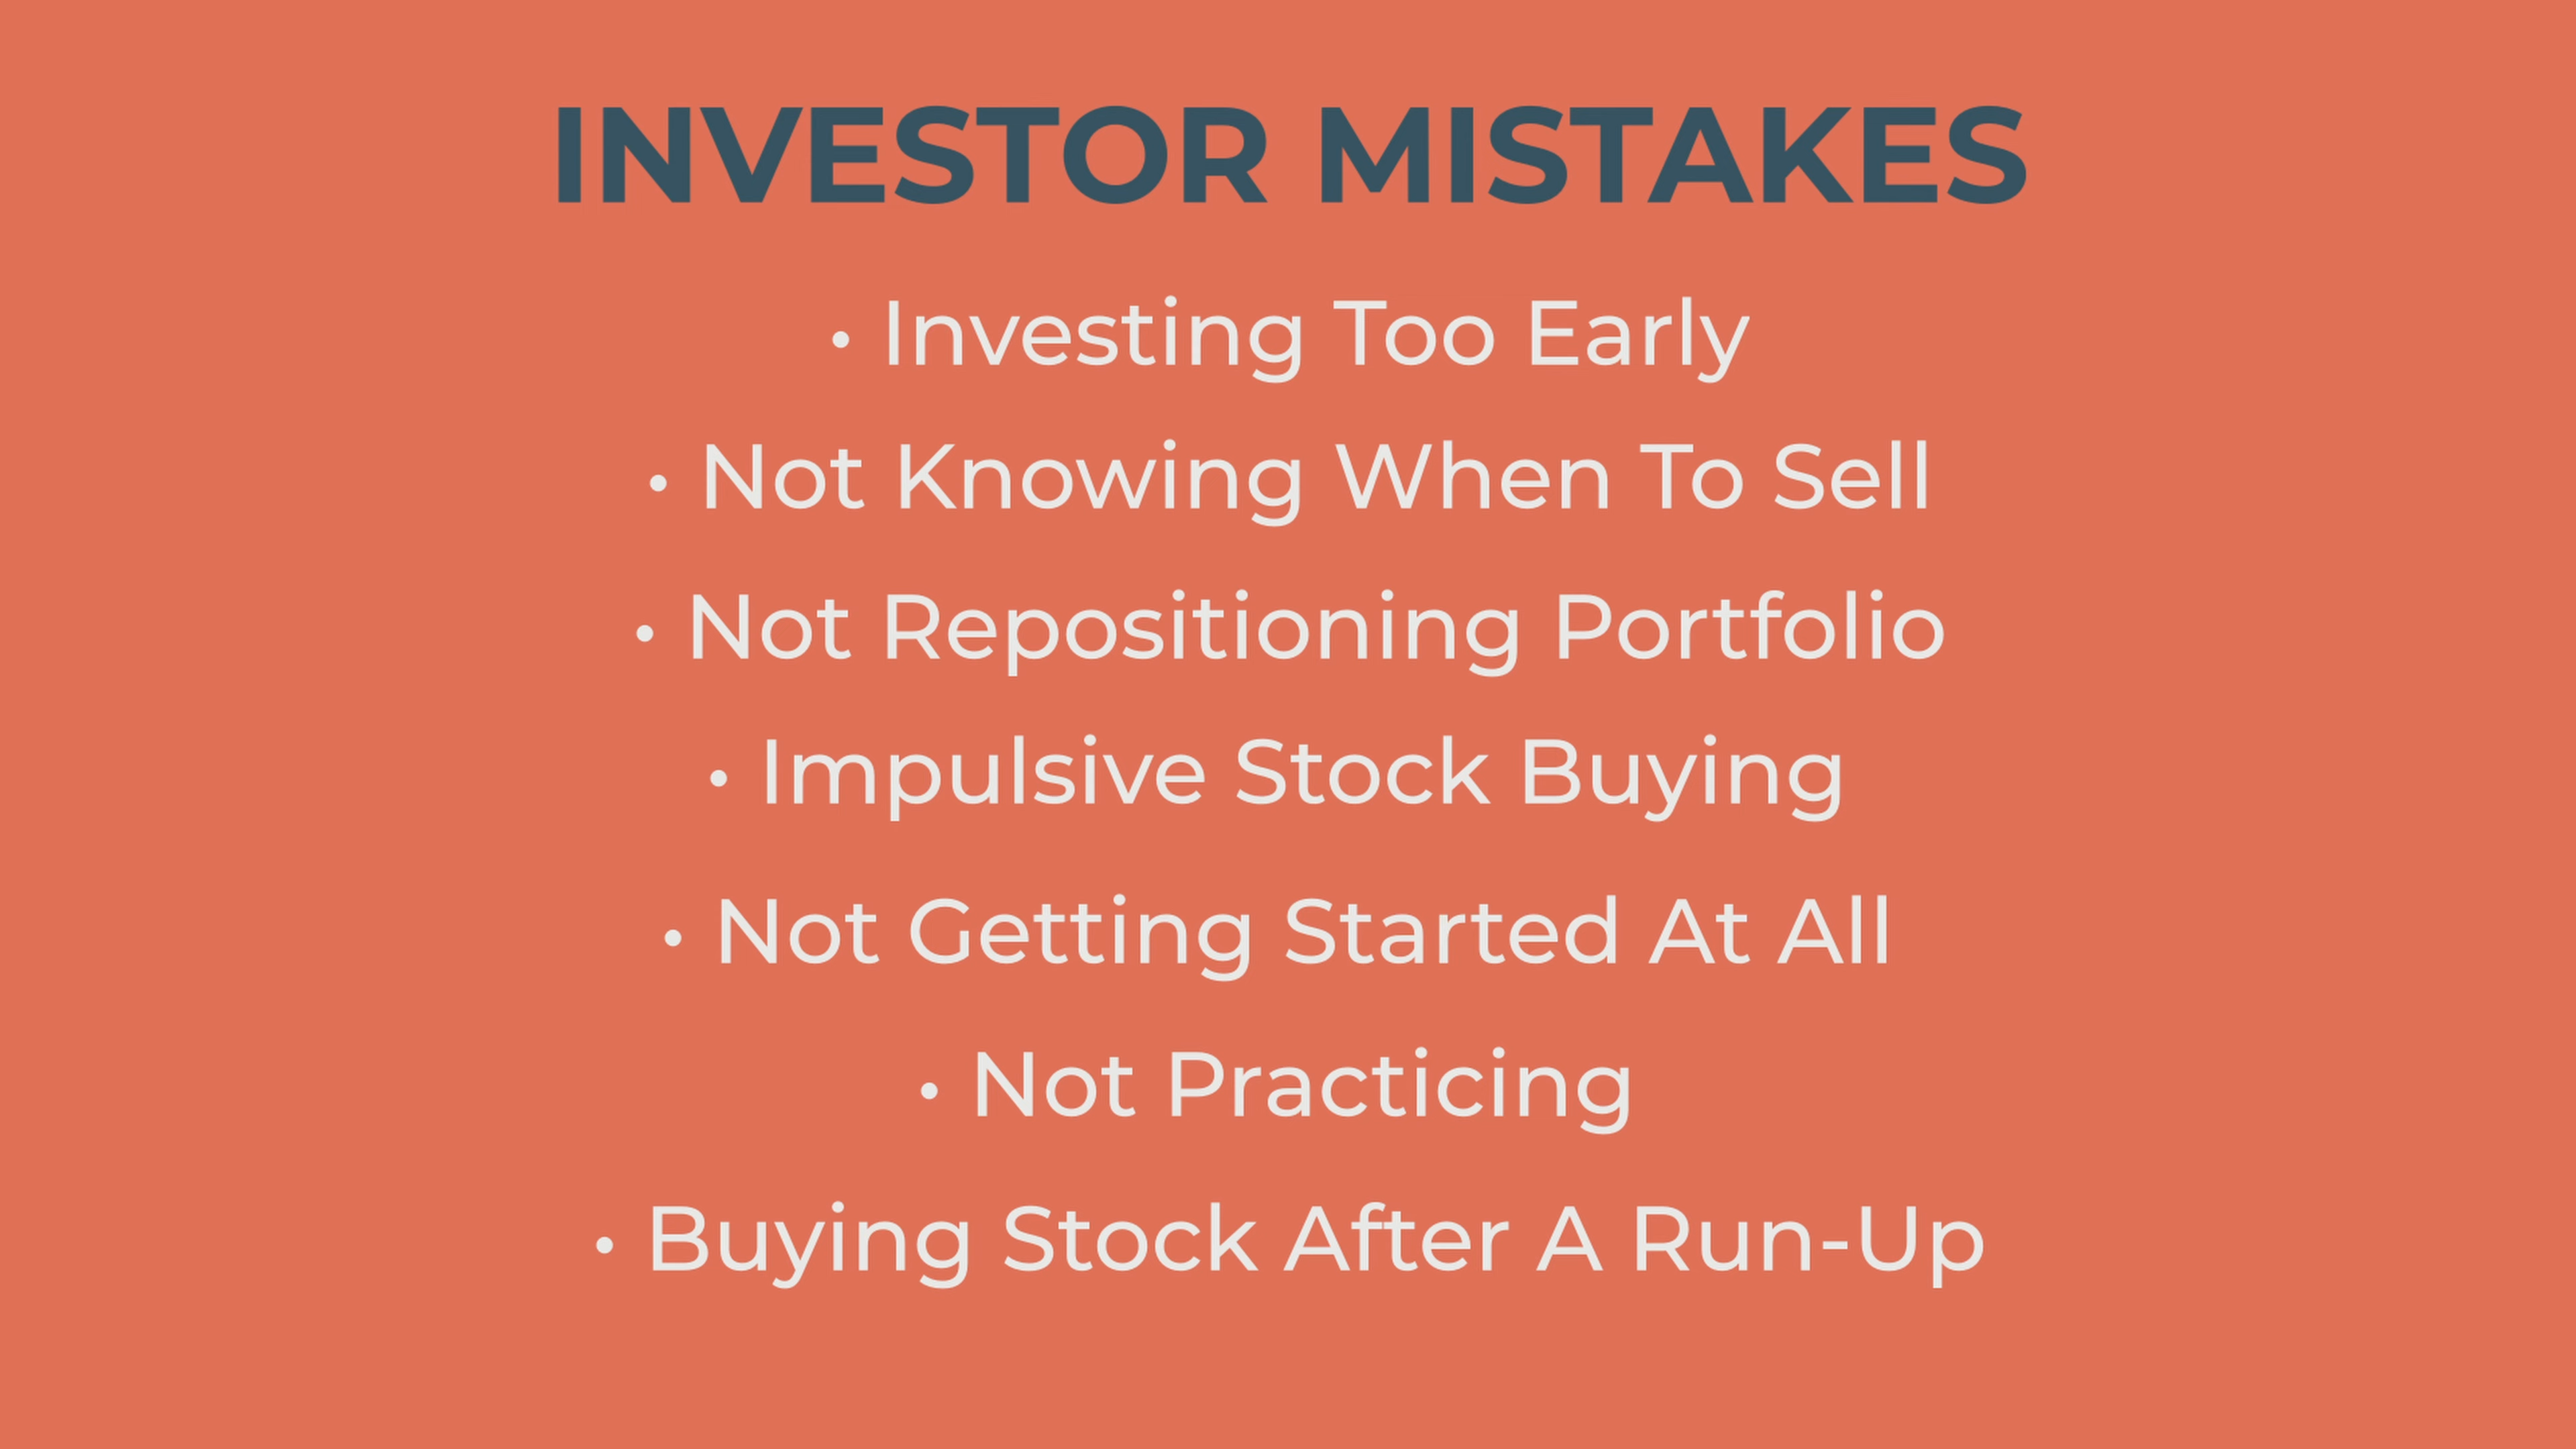 INVESTOR MISTAKES
• Investing Too Early
• Not Knowing When To Sell
• Not Repositioning Portfolio
• Impulsive Stock Buying
• Not Getting Started At All
• Not Practicing
• Buying Stock After A Run-Up